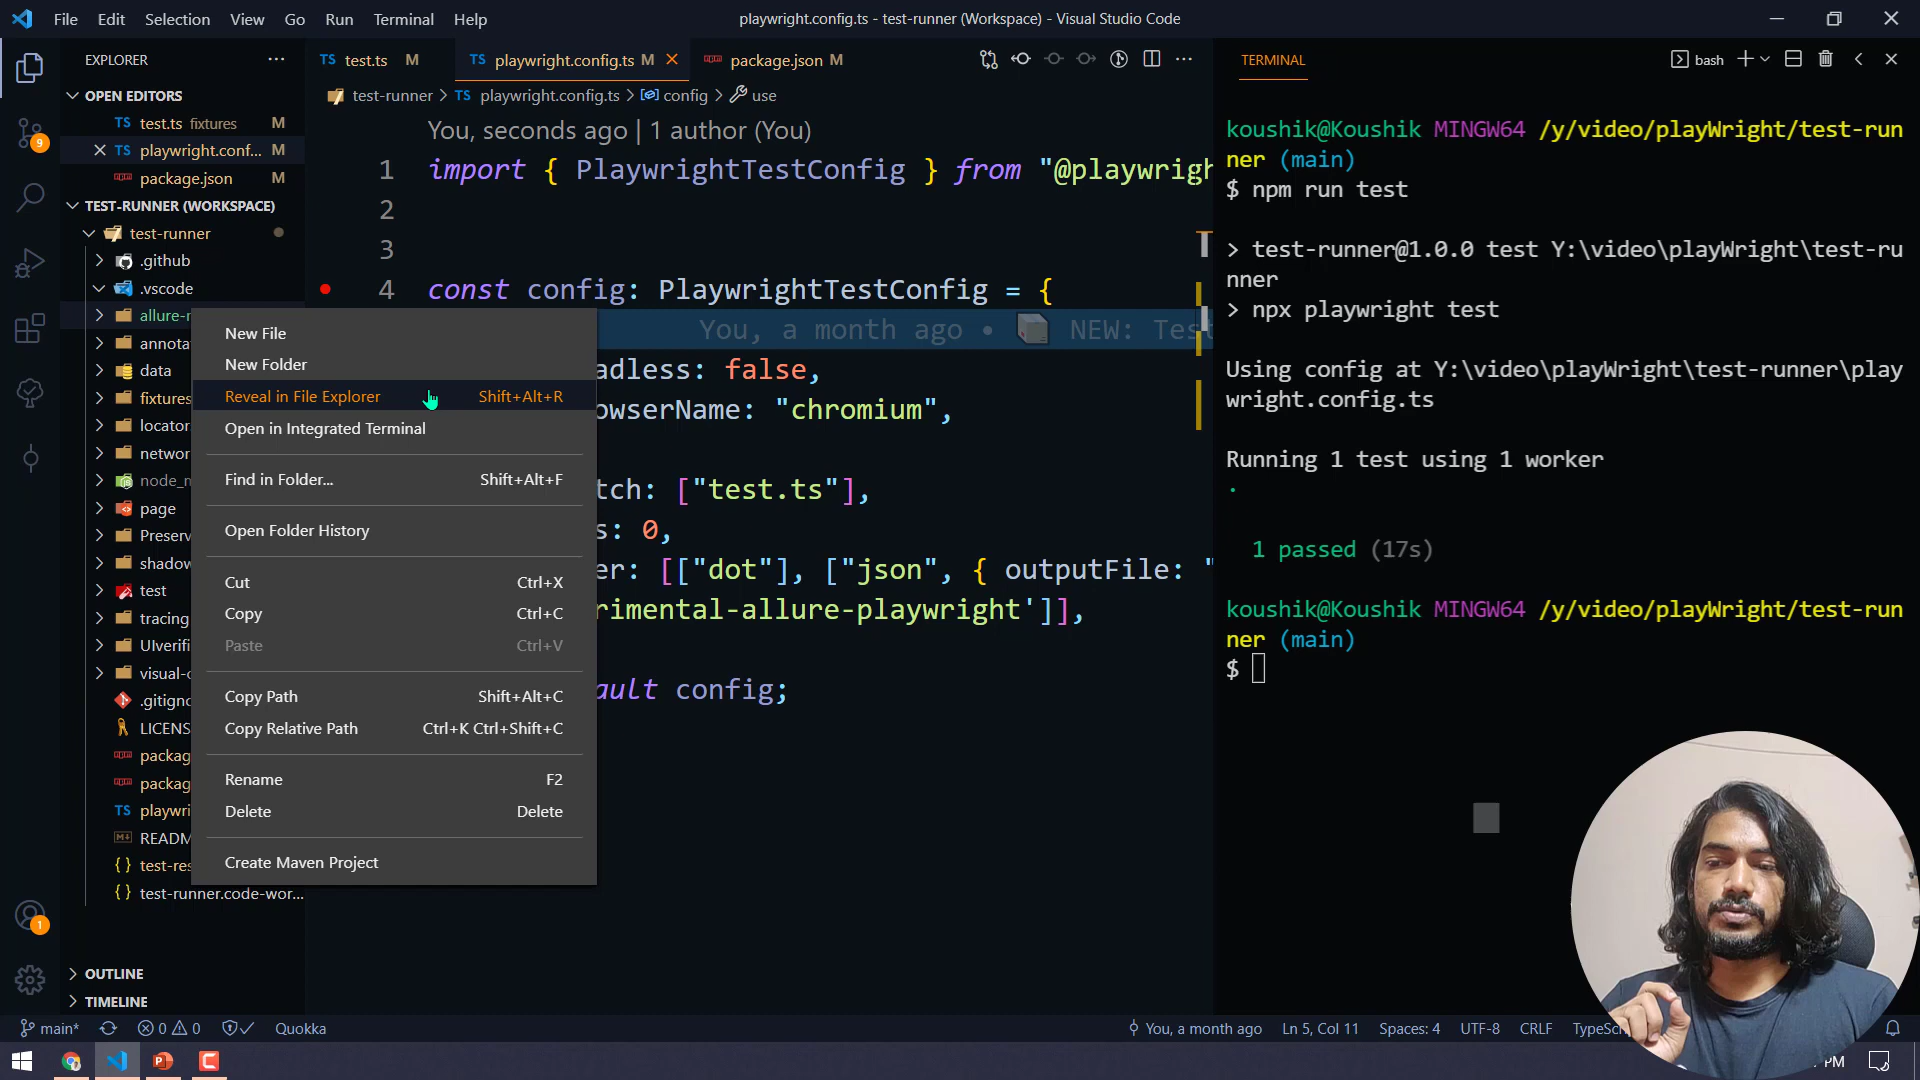 File Edit Selection View Go Run Terminal Help
playwright.config.ts - test-runner (Workspace) - Visual Studio Code
EXPLORER
OPEN EDITORS
TS test.ts fixtures M
TS playwright.conf... M
package.json M
TEST-RUNNER (WORKSPACE)
test-runner
.github
.vscode
allure-r
annota
data
fixtures
locator
networ
node_m
page
Preserv
shadow
test
tracing
UIverifi
visual-c
.gitigno
LICENS
packag
packag
TS playwri
READM
{} test-res
{} test-runner.code-wor...
OUTLINE
TIMELINE
9
1
New File
New Folder
Reveal in File Explorer Shift+Alt+R
Open in Integrated Terminal
Find in Folder... Shift+Alt+F
Open Folder History
Cut Ctrl+X
Copy Ctrl+C
Paste Ctrl+V
Copy Path Shift+Alt+C
Copy Relative Path Ctrl+K Ctrl+Shift+C
Rename F2
Delete Delete
Create Maven Project
TS test.ts M
TS playwright.config.ts M
package.json M
test-runner > TS playwright.config.ts > config > use
You, seconds ago | 1 author (You)
1 import { PlaywrightTestConfig } from "@playwrigh
2
3
4 const config: PlaywrightTestConfig = {
You, a month ago • NEW: Tes
adless: false,
owserName: "chromium",
tch: ["test.ts"],
s: 0,
er: [["dot"], ["json", { outputFile: "
rimental-allure-playwright']],
ault config;
TERMINAL
bash
koushik@Koushik MINGW64 /y/video/playWright/test-run
ner (main)
$ npm run test
> test-runner@1.0.0 test Y:\video\playWright\test-ru
nner
> npx playwright test
Using config at Y:\video\playWright\test-runner\play
wright.config.ts
Running 1 test using 1 worker
·
1 passed (17s)
koushik@Koushik MINGW64 /y/video/playWright/test-run
ner (main)
$
main* 0 0 Quokka
You, a month ago Ln 5, Col 11 Spaces: 4 UTF-8 CRLF TypeSc
PM